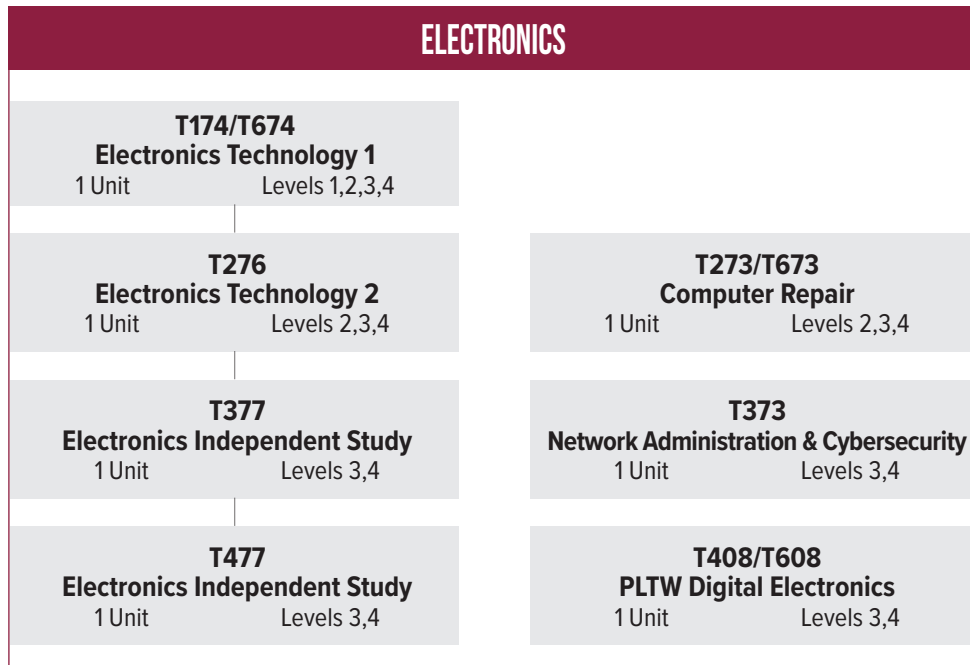 ELECTRONICS
T174/T674
Electronics Technology 1
1 Unit Levels 1,2,3,4
T276
Electronics Technology 2
1 Unit Levels 2,3,4
T377
Electronics Independent Study
1 Unit Levels 3,4
T477
Electronics Independent Study
1 Unit Levels 3,4
T273/T673
Computer Repair
1 Unit Levels 2,3,4
T373
Network Administration & Cybersecurity
1 Unit Levels 3,4
T408/T608
PLTW Digital Electronics
1 Unit Levels 3,4